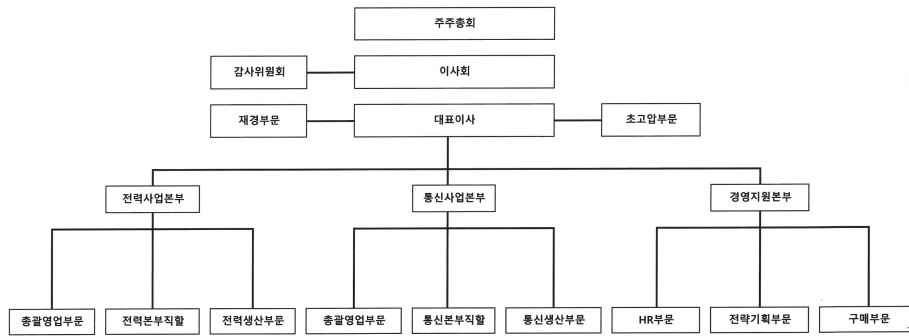 주주총회
감사위원회
이사회
재경부문
대표이사
초고압부문
전력사업본부
통신사업본부
경영지원본부
총괄영업부문
전력본부직할
전력생산부문
총괄영업부문
통신본부직할
통신생산부문
HR부문
전략기획부문
구매부문